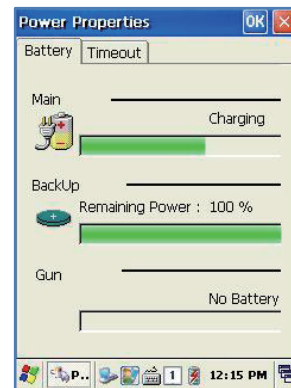 Power Properties OK ×
Battery Timeout
Main
Charging
BackUp
Remaining Power : 100 %
Gun
No Battery
P.. 1 12:15 PM